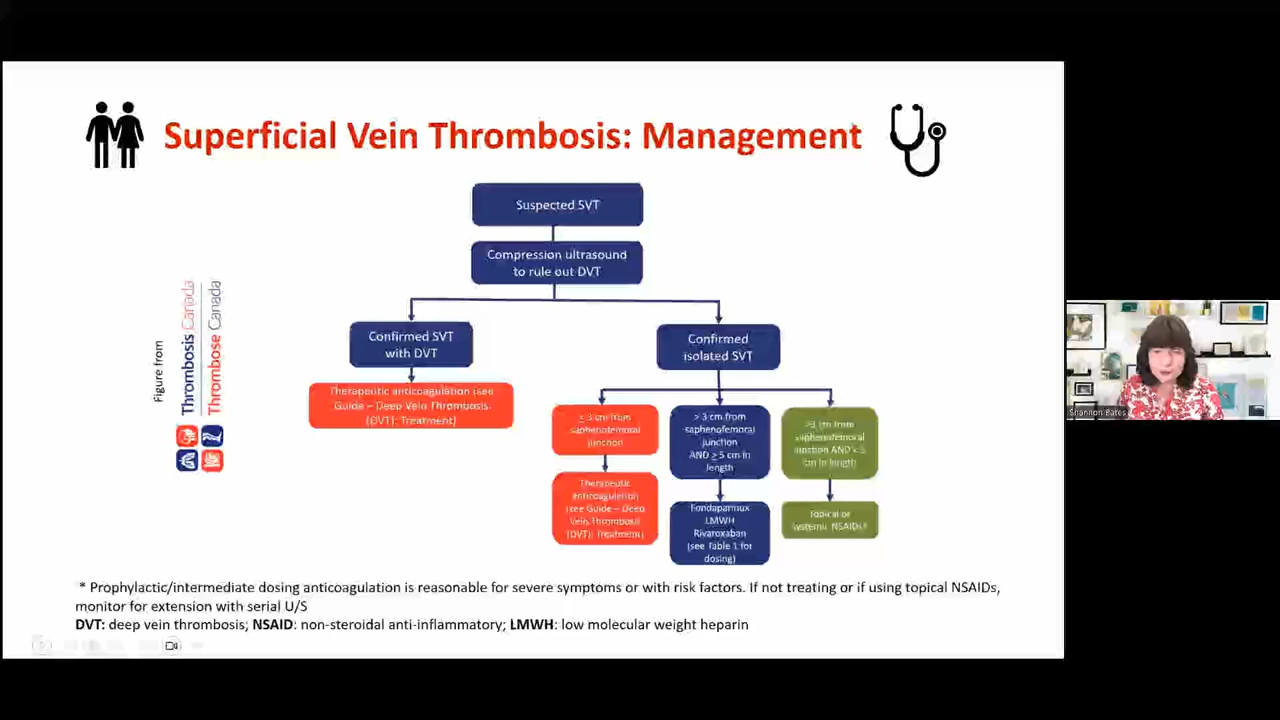 Superficial Vein Thrombosis: Management
Suspected SVT
Compression ultrasound
to rule out DVT
Confirmed SVT
with DVT
Therapeutic anticoagulation (see
Guide – Deep Vein Thrombosis
(DVT): Treatment)
Confirmed
isolated SVT
≤ 3 cm from
saphenofemoral
junction
Therapeutic
anticoagulation
(see Guide – Deep
Vein Thrombosis
(DVT): Treatment)
> 3 cm from
saphenofemoral
junction
AND ≥ 5 cm in
length
Fondaparinux
LMWH
Rivaroxaban
(see Table 1 for
dosing)
>3 cm from
saphenofemoral
junction AND < 5
cm in length
Topical or
systemic NSAIDs*
Figure from
Thrombosis Canada
Thrombose Canada
* Prophylactic/intermediate dosing anticoagulation is reasonable for severe symptoms or with risk factors. If not treating or if using topical NSAIDs,
monitor for extension with serial U/S
DVT: deep vein thrombosis; NSAID: non-steroidal anti-inflammatory; LMWH: low molecular weight heparin
Shannon Bates